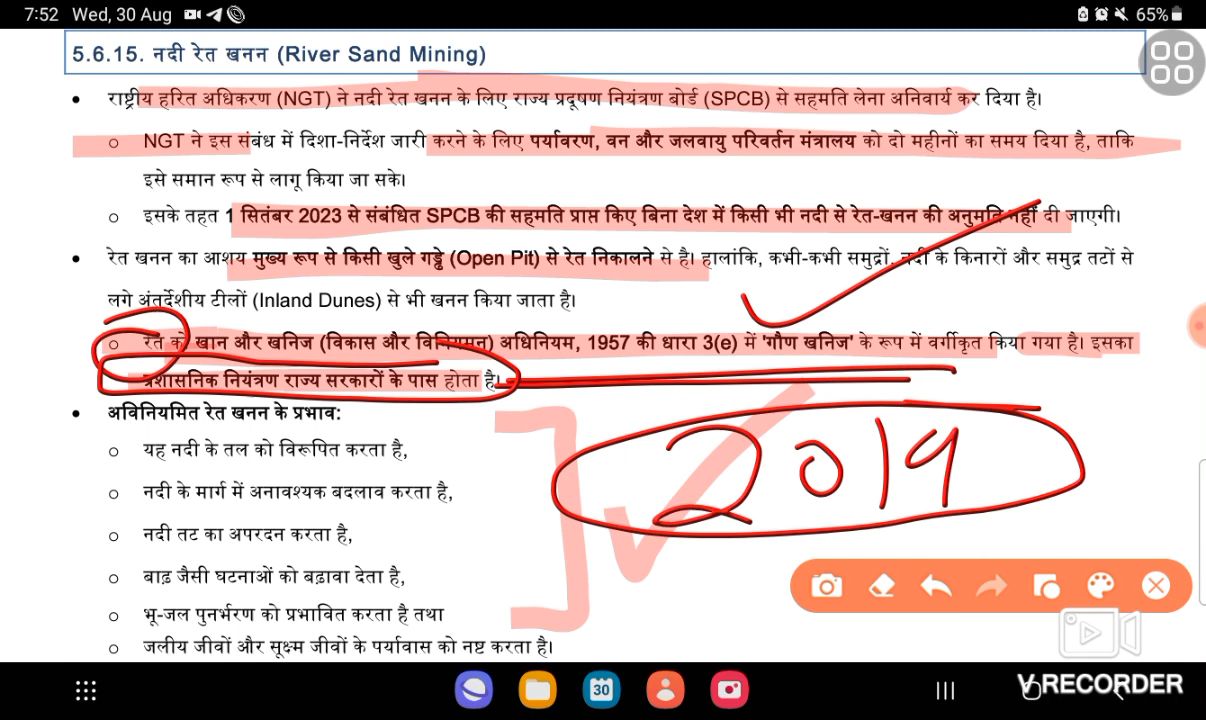 7:52 Wed, 30 Aug
65%
5.6.15. नदी रेत खनन (River Sand Mining)
• राष्ट्रीय हरित अधिकरण (NGT) ने नदी रेत खनन के लिए राज्य प्रदूषण नियंत्रण बोर्ड (SPCB) से सहमति लेना अनिवार्य कर दिया है।
o NGT ने इस संबंध में दिशा-निर्देश जारी करने के लिए पर्यावरण, वन और जलवायु परिवर्तन मंत्रालय को दो महीनों का समय दिया है, ताकि
इसे समान रूप से लागू किया जा सके।
o इसके तहत 1 सितंबर 2023 से संबंधित SPCB की सहमति प्राप्त किए बिना देश में किसी भी नदी से रेत-खनन की अनुमति नहीं दी जाएगी।
• रेत खनन का आशय मुख्य रूप से किसी खुले गड्ढे (Open Pit) से रेत निकालने से है। हालांकि, कभी-कभी समुद्रों, नदी के किनारों और समुद्र तटों से
लगे अंतर्देशीय टीलों (Inland Dunes) से भी खनन किया जाता है।
o रेत को खान और खनिज (विकास और विनियमन) अधिनियम, 1957 की धारा 3(e) में 'गौण खनिज' के रूप में वर्गीकृत किया गया है। इसका
प्रशासनिक नियंत्रण राज्य सरकारों के पास होता है।
• अविनियमित रेत खनन के प्रभाव:
o यह नदी के तल को विरूपित करता है,
2019
o नदी के मार्ग में अनावश्यक बदलाव करता है,
o नदी तट का अपरदन करता है,
o बाढ़ जैसी घटनाओं को बढ़ावा देता है,
o भू-जल पुनर्भरण को प्रभावित करता है तथा
o जलीय जीवों और सूक्ष्म जीवों के पर्यावास को नष्ट करता है।
30
VRECORDER